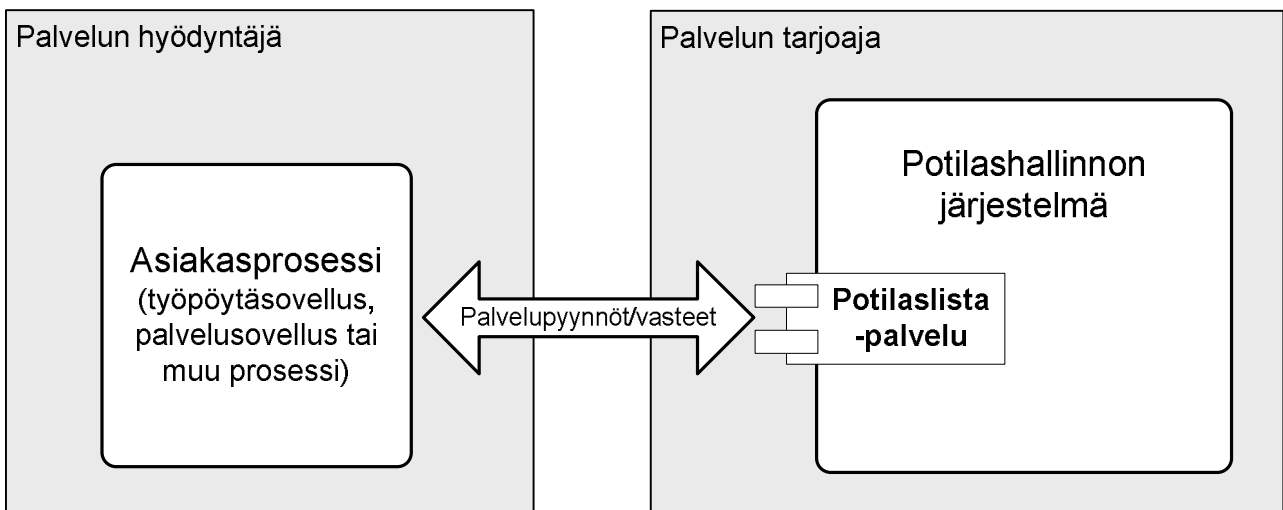 Palvelun hyödyntäjä
Asiakasprosessi
(työpöytäsovellus,
palvelusovellus tai
muu prosessi)
Palvelupyynnöt/vasteet
Palvelun tarjoaja
Potilashallinnon
järjestelmä
Potilaslista
-palvelu